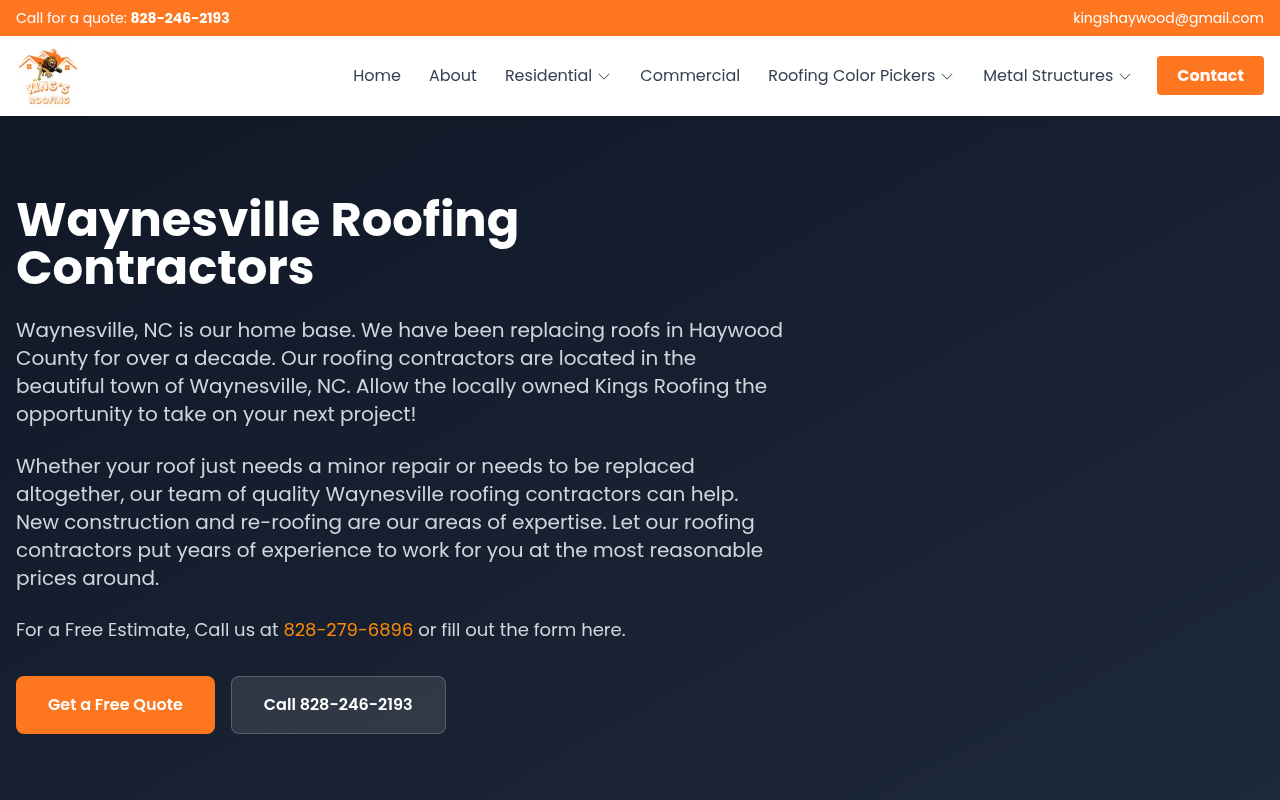 Call for a quote: 828-246-2193
kingshaywood@gmail.com
KING'S
ROOFING
Home
About
Residential
Commercial
Roofing Color Pickers
Metal Structures
Contact
Waynesville Roofing
Contractors
Waynesville, NC is our home base. We have been replacing roofs in Haywood
County for over a decade. Our roofing contractors are located in the
beautiful town of Waynesville, NC. Allow the locally owned Kings Roofing the
opportunity to take on your next project!
Whether your roof just needs a minor repair or needs to be replaced
altogether, our team of quality Waynesville roofing contractors can help.
New construction and re-roofing are our areas of expertise. Let our roofing
contractors put years of experience to work for you at the most reasonable
prices around.
For a Free Estimate, Call us at 828-279-6896 or fill out the form here.
Get a Free Quote
Call 828-246-2193